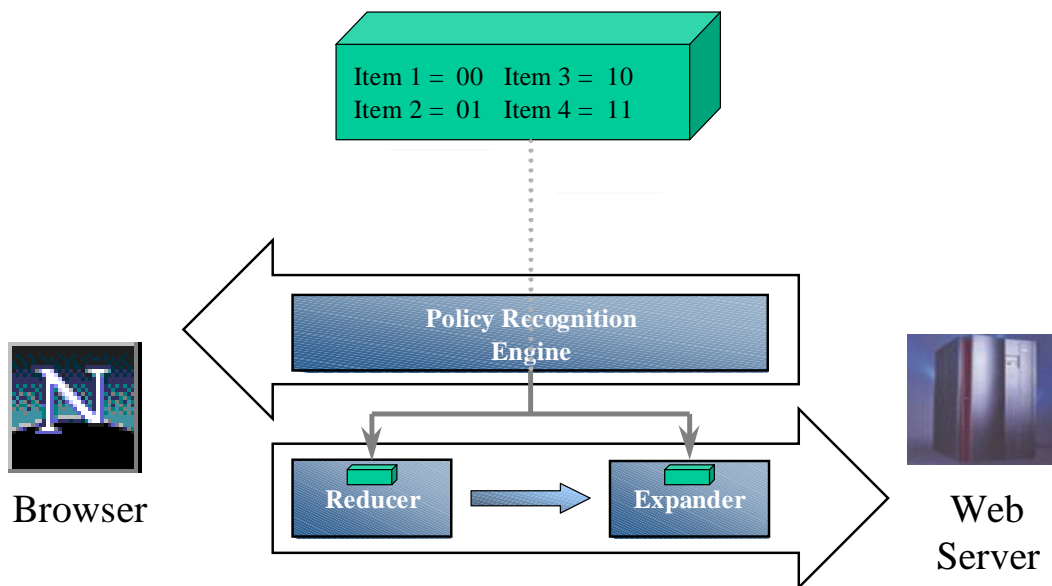 Item 1 = 00 Item 3 = 10
Item 2 = 01 Item 4 = 11
Policy Recognition
Engine
N
Browser
Reducer
Expander
Web
Server